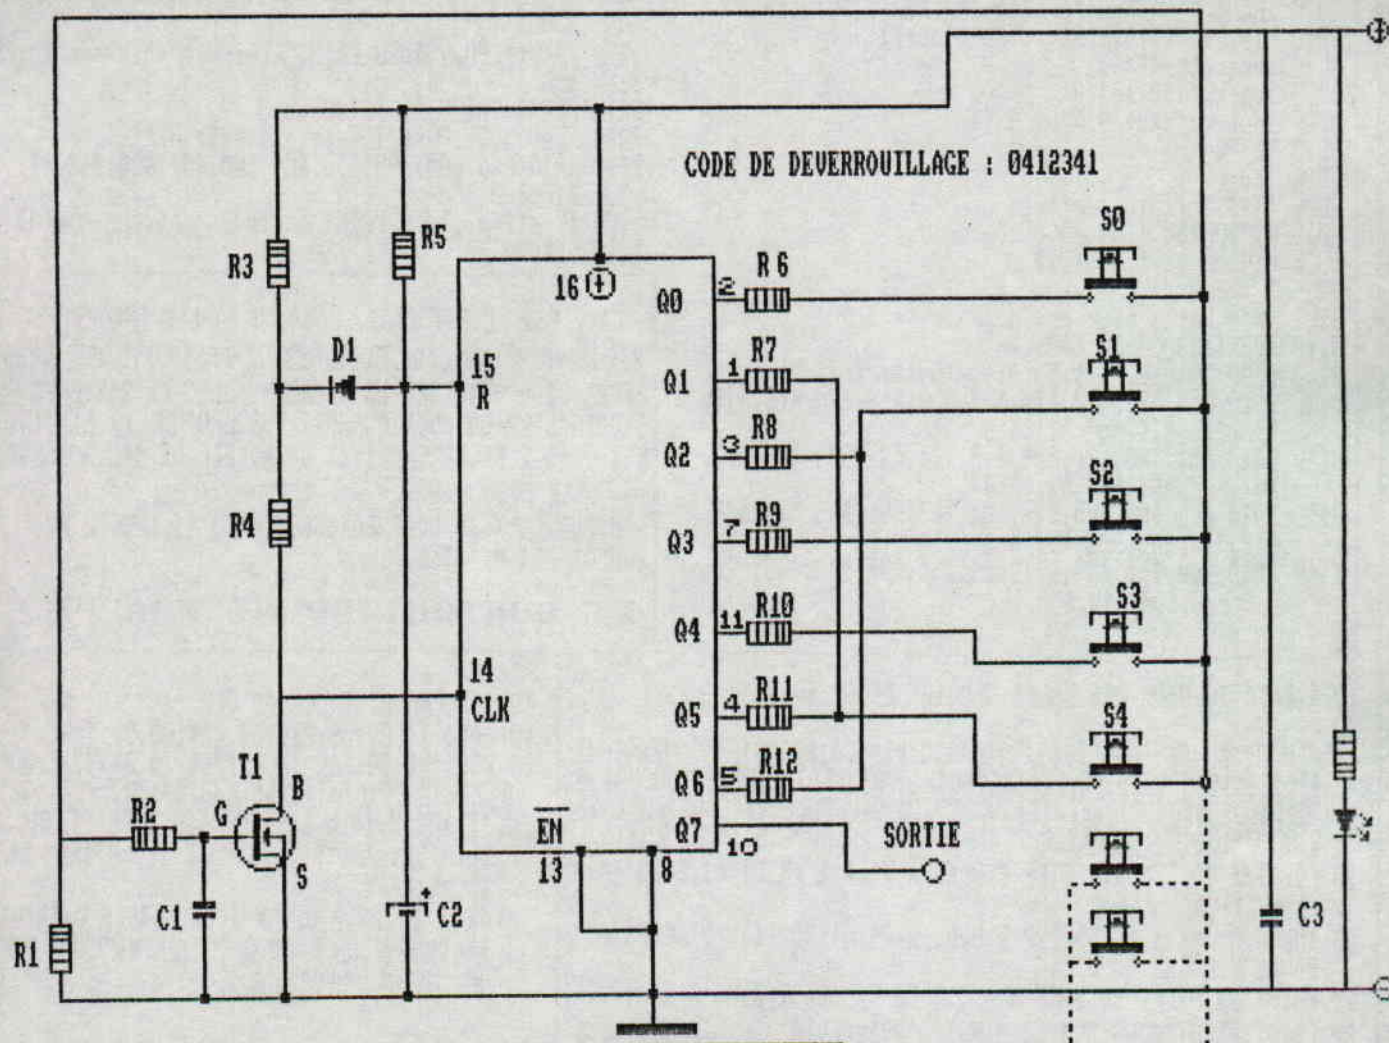 CODE DE DEVERROUILLAGE : 0412341
S0
R5
R3
R6
16
Q0
2
S1
D1
15
R
R7
Q1
1
R8
Q2
3
S2
R4
R9
Q3
7
R10
Q4
11
S3
14
CLK
R11
Q5
4
S4
T1
B
R12
Q6
5
G
R2
EN
Q7
10
SORTIE
S
13
8
C1
C2
+
C3
R1